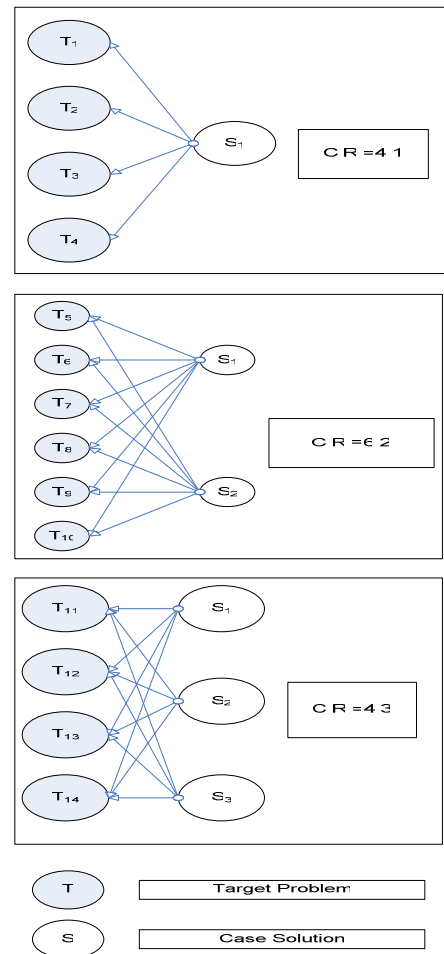 T1
T2
T3
T4
S1
C R =4 1
T5
T6
T7
T8
T9
T10
S1
S2
C R =6 2
T11
T12
T13
T14
S1
S2
S3
C R =4 3
T Target Problem
S Case Solution